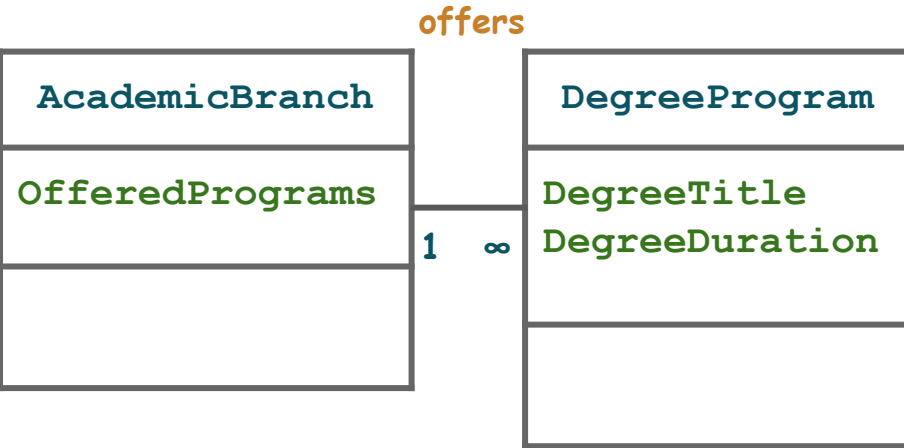 offers
AcademicBranch
OfferedPrograms
1 ∞
DegreeProgram
DegreeTitle
DegreeDuration